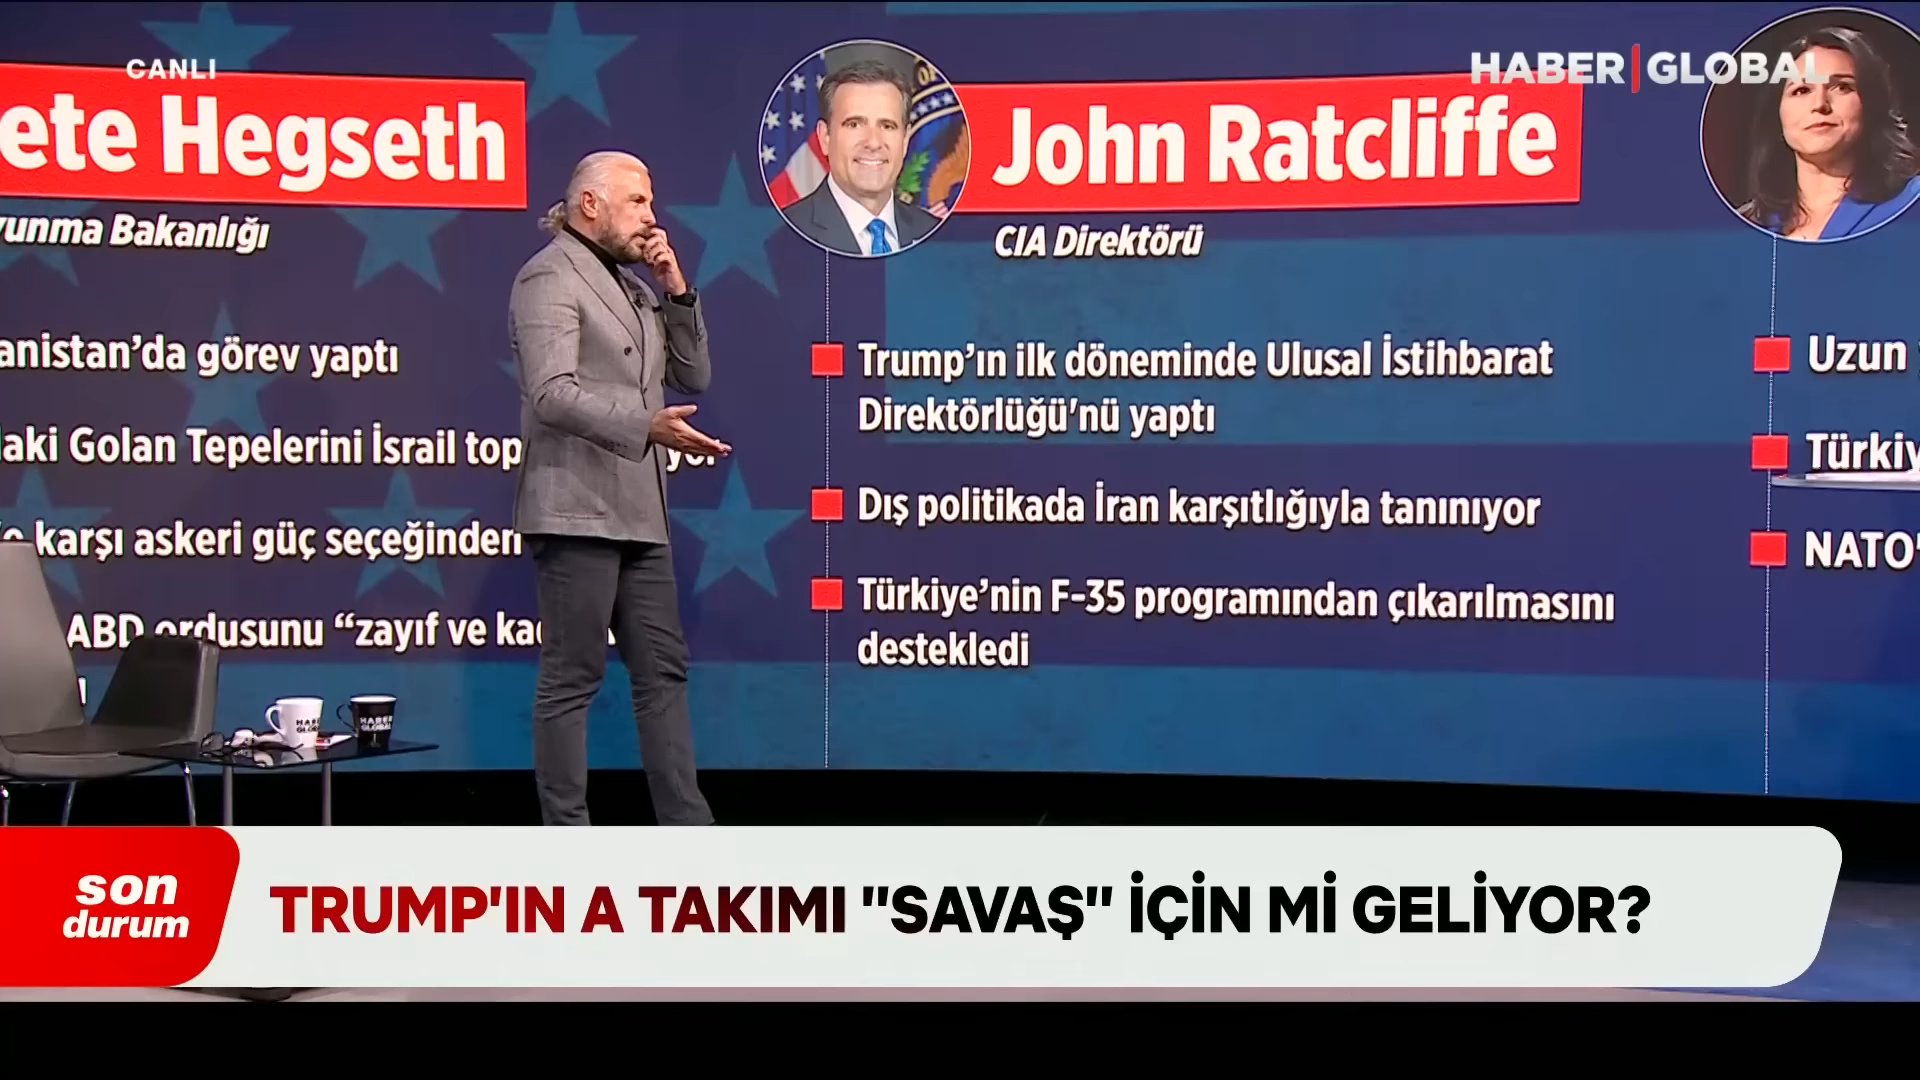 CANLI
HABER|GLOBAL
ete Hegseth
unma Bakanlığı
anistan'da görev yaptı
aki Golan Tepelerini İsrail top
karşı askeri güç seçeğinden
ABD ordusunu "zayıf ve ka
John Ratcliffe
CIA Direktörü
Trump'ın ilk döneminde Ulusal İstihbarat
Direktörlüğü'nü yaptı
Dış politikada İran karşıtlığıyla tanınıyor
Türkiye'nin F-35 programından çıkarılmasını
destekledi
Uzun
Türkiy
NATO'
HABER
GLOBAL
son
durum
TRUMP'IN A TAKIMI "SAVAŞ" İÇİN Mİ GELİYOR?